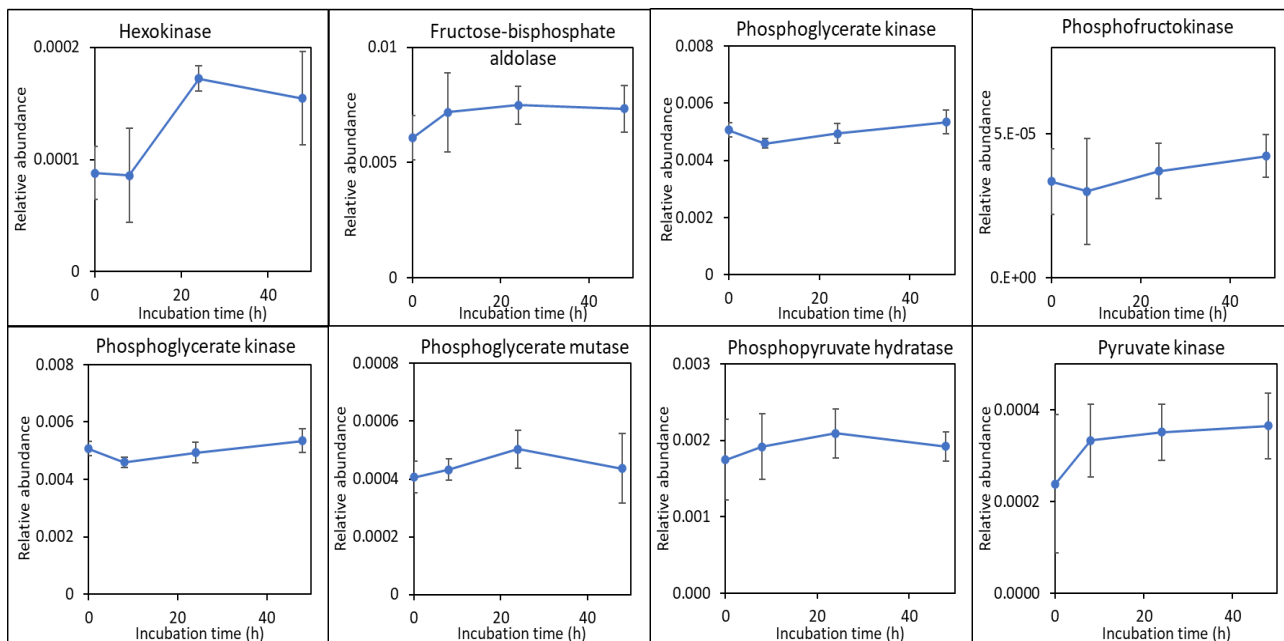 Hexokinase
0.0002
0.0001
0
0 20 40
Relative abundance
Incubation time (h)
Fructose-bisphosphate
aldolase
0.01
0.005
0
0 20 40
Relative abundance
Incubation time (h)
Phosphoglycerate kinase
0.008
0.006
0.004
0.002
0
0 20 40
Relative abundance
Incubation time (h)
Phosphofructokinase
5.E-05
0.E+00
0 20 40
Relative abundance
Incubation time (h)
Phosphoglycerate kinase
0.008
0.006
0.004
0.002
0
0 20 40
Relative abundance
Incubation time (h)
Phosphoglycerate mutase
0.0008
0.0006
0.0004
0.0002
0
0 20 40
Relative abundance
Incubation time (h)
Phosphopyruvate hydratase
0.003
0.002
0.001
0.000
0 20 40
Relative abundance
Incubation time (h)
Pyruvate kinase
0.0004
0.0002
0.0000
0 20 40
Relative abundance
Incubation time (h)